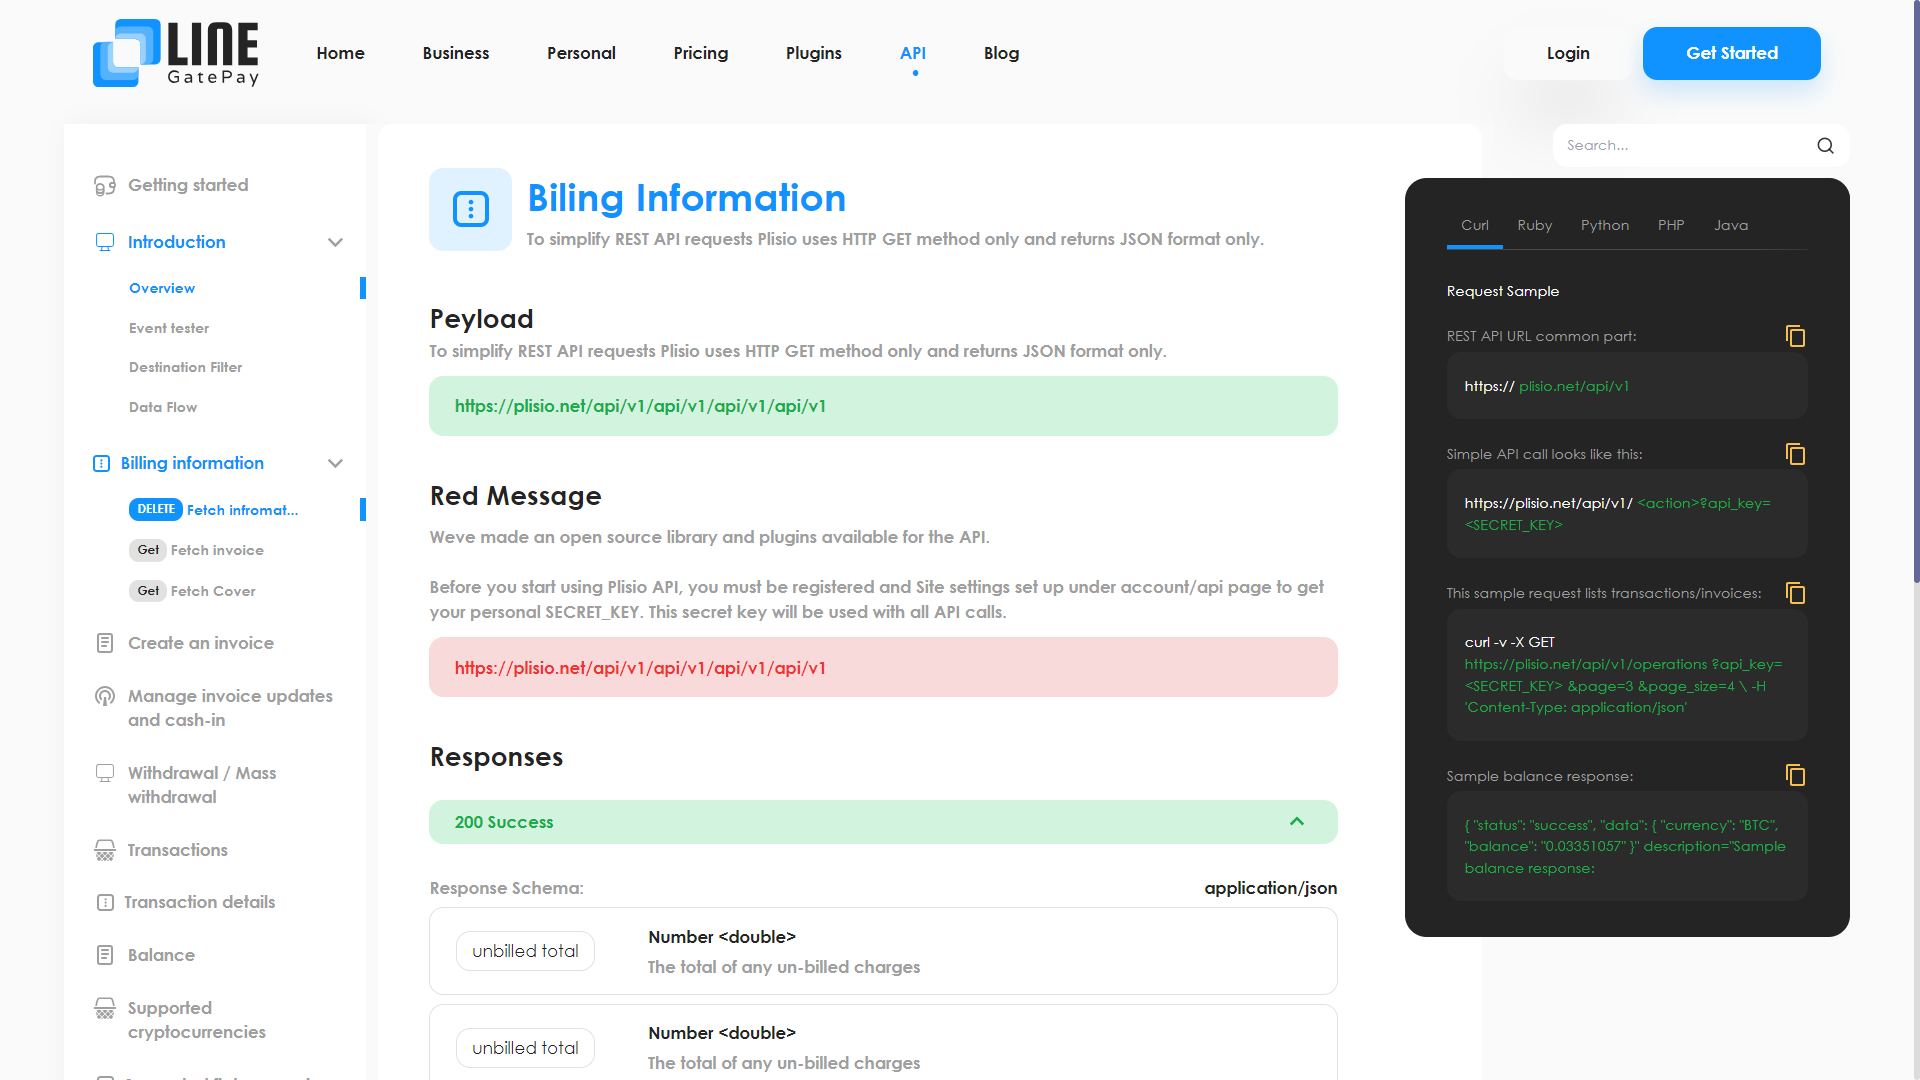 LINE
GatePay
Home
Business
Personal
Pricing
Plugins
API
Blog
Login
Get Started
Getting started
Introduction
Overview
Event tester
Destination Filter
Data Flow
Billing information
DELETE Fetch infromat...
Get Fetch invoice
Get Fetch Cover
Create an invoice
Manage invoice updates
and cash-in
Withdrawal / Mass
withdrawal
Transactions
Transaction details
Balance
Supported
cryptocurrencies
Biling Information
To simplify REST API requests Plisio uses HTTP GET method only and returns JSON format only.
Peyload
To simplify REST API requests Plisio uses HTTP GET method only and returns JSON format only.
https://plisio.net/api/v1/api/v1/api/v1/api/v1
Red Message
Weve made an open source library and plugins available for the API.
Before you start using Plisio API, you must be registered and Site settings set up under account/api page to get
your personal SECRET_KEY. This secret key will be used with all API calls.
https://plisio.net/api/v1/api/v1/api/v1/api/v1
Responses
200 Success
Response Schema:
application/json
unbilled total
Number <double>
The total of any un-billed charges
unbilled total
Number <double>
The total of any un-billed charges
Search...
Curl
Ruby
Python
PHP
Java
Request Sample
REST API URL common part:
https:// plisio.net/api/v1
Simple API call looks like this:
https://plisio.net/api/v1/ <action>?api_key=
<SECRET_KEY>
This sample request lists transactions/invoices:
curl -v -X GET
https://plisio.net/api/v1/operations ?api_key=
<SECRET_KEY> &page=3 &page_size=4 \ -H
'Content-Type: application/json'
Sample balance response:
{ "status": "success", "data": { "currency": "BTC",
"balance": "0.03351057" }" description="Sample
balance response: